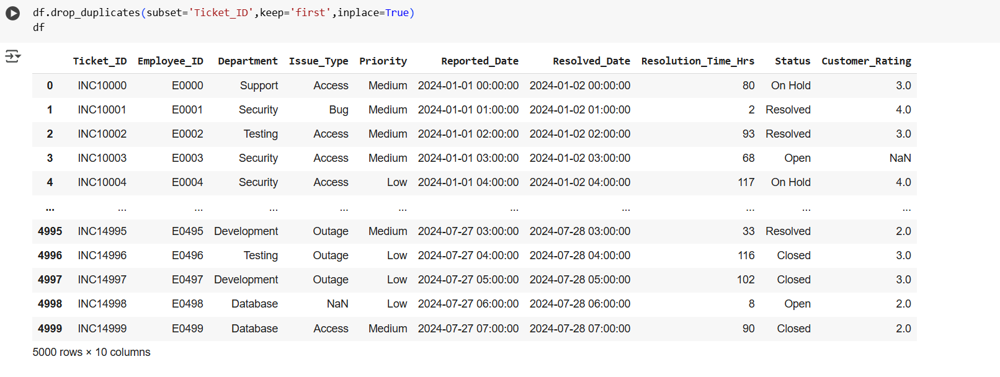 df.drop_duplicates(subset='Ticket_ID',keep='first',inplace=True)
df
Ticket_ID Employee_ID Department Issue_Type Priority Reported_Date Resolved_Date Resolution_Time_Hrs Status Customer_Rating
0 INC10000 E0000 Support Access Medium 2024-01-01 00:00:00 2024-01-02 00:00:00 80 On Hold 3.0
1 INC10001 E0001 Security Bug Medium 2024-01-01 01:00:00 2024-01-02 01:00:00 2 Resolved 4.0
2 INC10002 E0002 Testing Access Medium 2024-01-01 02:00:00 2024-01-02 02:00:00 93 Resolved 3.0
3 INC10003 E0003 Security Access Medium 2024-01-01 03:00:00 2024-01-02 03:00:00 68 Open NaN
4 INC10004 E0004 Security Access Low 2024-01-01 04:00:00 2024-01-02 04:00:00 117 On Hold 4.0
... ... ... ... ... ... ... ... ... ... ...
4995 INC14995 E0495 Development Outage Medium 2024-07-27 03:00:00 2024-07-28 03:00:00 33 Resolved 2.0
4996 INC14996 E0496 Testing Outage Low 2024-07-27 04:00:00 2024-07-28 04:00:00 116 Closed 3.0
4997 INC14997 E0497 Development Outage Low 2024-07-27 05:00:00 2024-07-28 05:00:00 102 Closed 3.0
4998 INC14998 E0498 Database NaN Low 2024-07-27 06:00:00 2024-07-28 06:00:00 8 Open 2.0
4999 INC14999 E0499 Database Access Medium 2024-07-27 07:00:00 2024-07-28 07:00:00 90 Closed 2.0
5000 rows × 10 columns